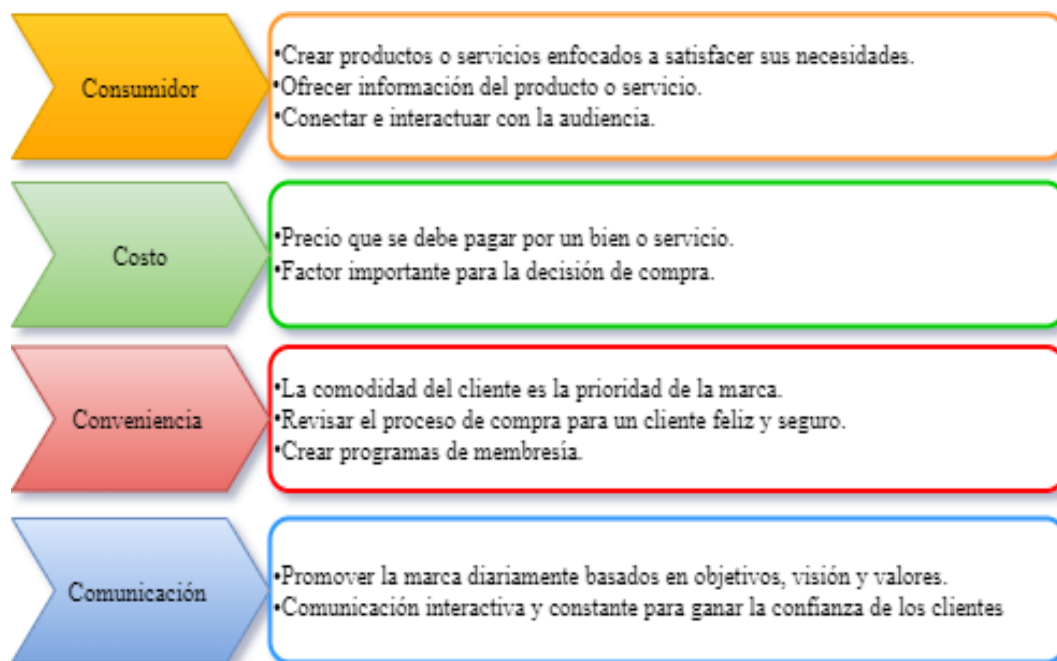 Consumidor
•Crear productos o servicios enfocados a satisfacer sus necesidades.
•Ofrecer información del producto o servicio.
•Conectar e interactuar con la audiencia.
Costo
•Precio que se debe pagar por un bien o servicio.
•Factor importante para la decisión de compra.
Conveniencia
•La comodidad del cliente es la prioridad de la marca.
•Revisar el proceso de compra para un cliente feliz y seguro.
•Crear programas de membresía.
Comunicación
•Promover la marca diariamente basados en objetivos, visión y valores.
•Comunicación interactiva y constante para ganar la confíanza de los clientes